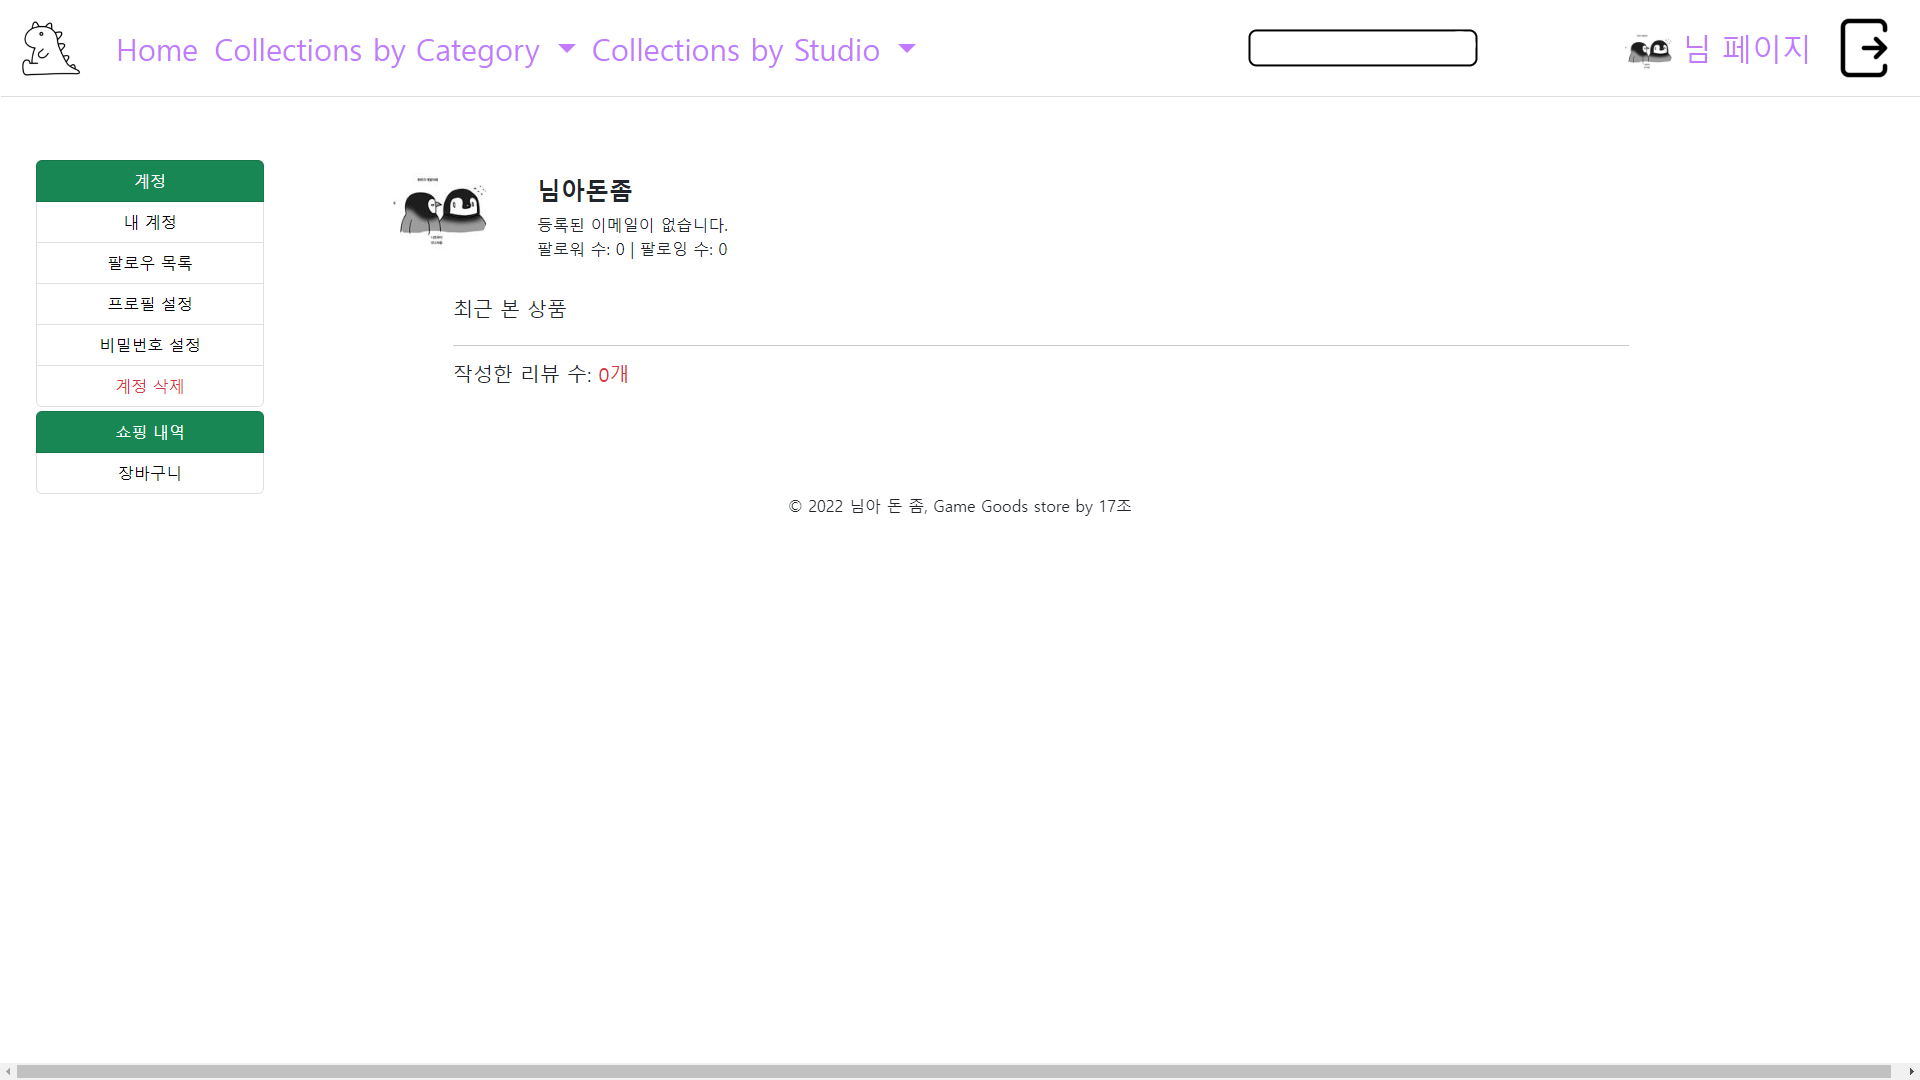 Home Collections by Category Collections by Studio 님 페이지
계정
내 계정
팔로우 목록
프로필 설정
비밀번호 설정
계정 삭제
쇼핑 내역
장바구니
님아돈좀
등록된 이메일이 없습니다.
팔로워 수: 0 | 팔로잉 수: 0
최근 본 상품
작성한 리뷰 수: 0개
© 2022 님아 돈 좀, Game Goods store by 17조